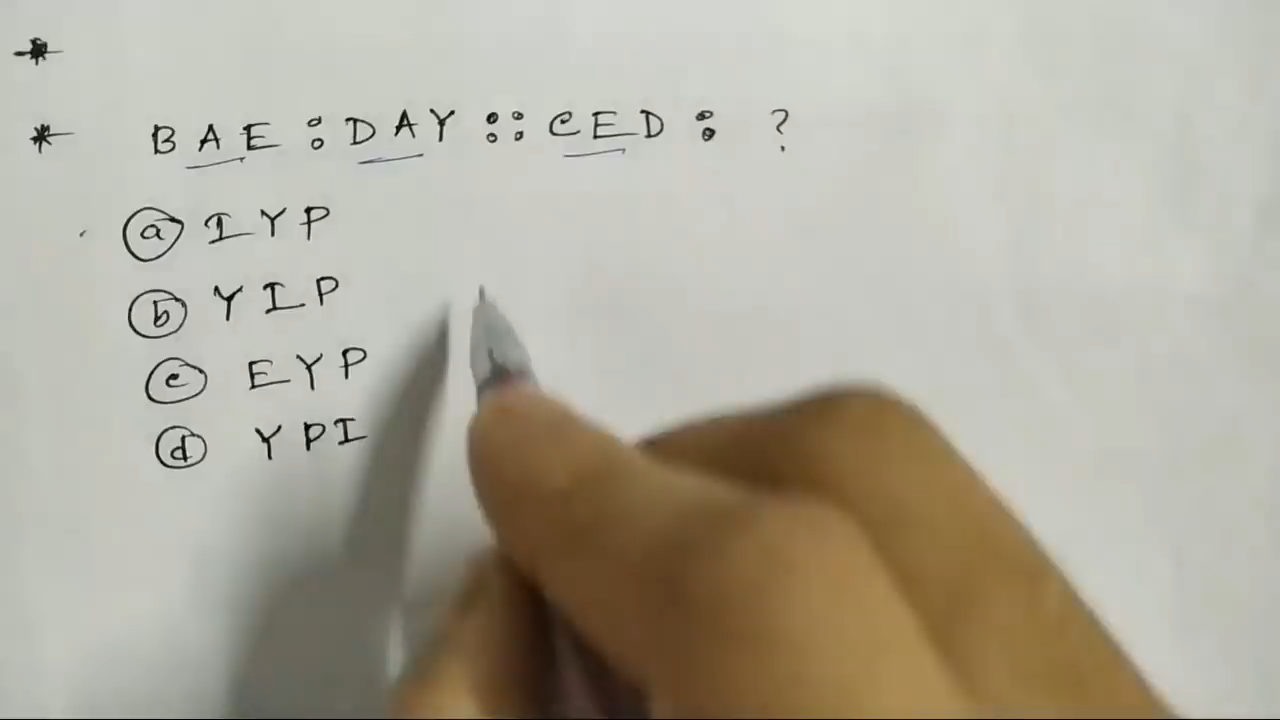 * BAE : DAY :: CED : ?
a IYP
b YIP
c EYP
d YPI